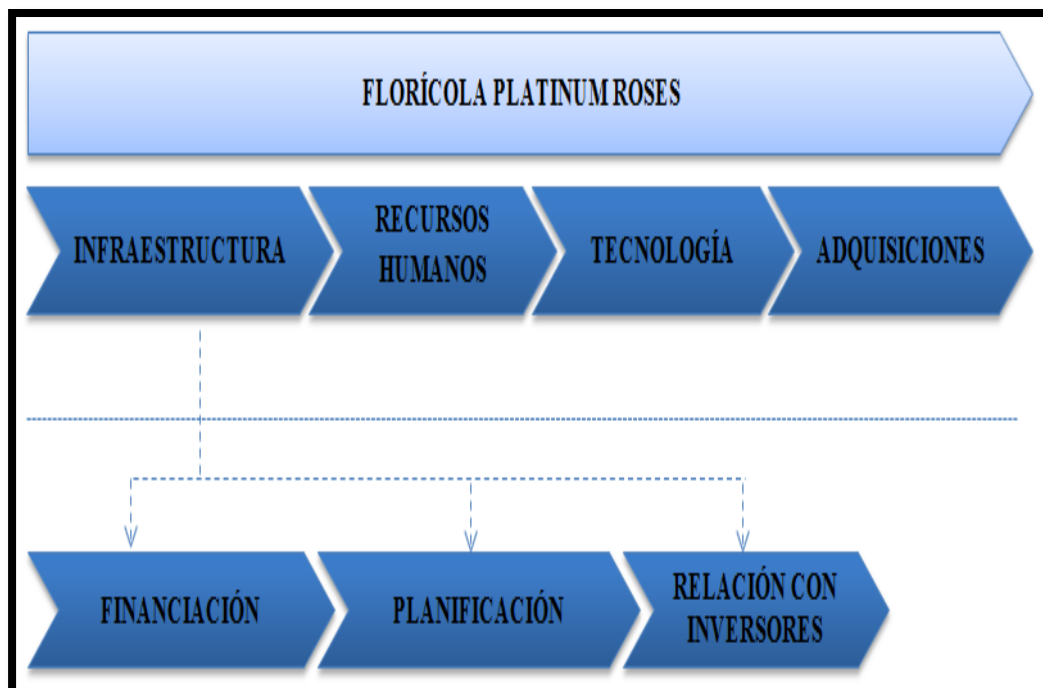 FLORÍCOLA PLATINUM ROSES
INFRAESTRUCTURA
RECURSOS
HUMANOS
TECNOLOGÍA
ADQUISICIONES
FINANCIACIÓN
PLANIFICACIÓN
RELACIÓN CON
INVERSORES